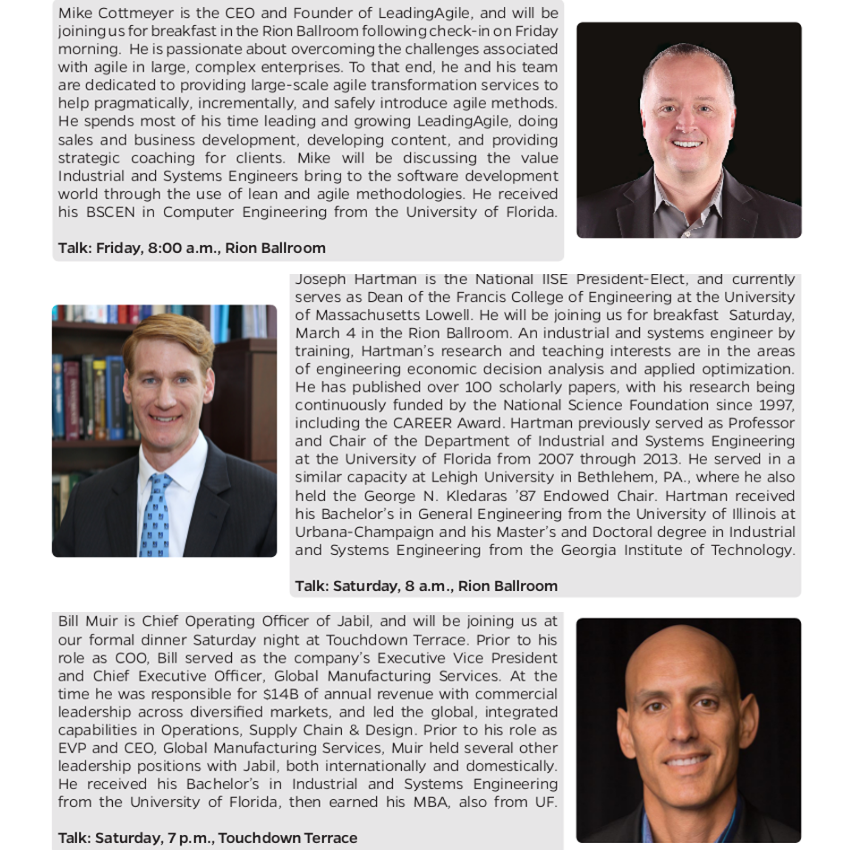 Mike Cottmeyer is the CEO and Founder of LeadingAgile, and will be
joining us for breakfast in the Rion Ballroom following check-in on Friday
morning. He is passionate about overcoming the challenges associated
with agile in large, complex enterprises. To that end, he and his team
are dedicated to providing large-scale agile transformation services to
help pragmatically, incrementally, and safely introduce agile methods.
He spends most of his time leading and growing LeadingAgile, doing
sales and business development, developing content, and providing
strategic coaching for clients. Mike will be discussing the value
Industrial and Systems Engineers bring to the software development
world through the use of lean and agile methodologies. He received
his BSCEN in Computer Engineering from the University of Florida.
Talk: Friday, 8:00 a.m., Rion Ballroom
Joseph Hartman is the National IISE President-Elect, and currently
serves as Dean of the Francis College of Engineering at the University
of Massachusetts Lowell. He will be joining us for breakfast Saturday,
March 4 in the Rion Ballroom. An industrial and systems engineer by
training, Hartman's research and teaching interests are in the areas
of engineering economic decision analysis and applied optimization.
He has published over 100 scholarly papers, with his research being
continuously funded by the National Science Foundation since 1997,
including the CAREER Award. Hartman previously served as Professor
and Chair of the Department of Industrial and Systems Engineering
at the University of Florida from 2007 through 2013. He served in a
similar capacity at Lehigh University in Bethlehem, PA., where he also
held the George N. Kledaras '87 Endowed Chair. Hartman received
his Bachelor's in General Engineering from the University of Illinois at
Urbana-Champaign and his Master's and Doctoral degree in Industrial
and Systems Engineering from the Georgia Institute of Technology.
Talk: Saturday, 8 a.m., Rion Ballroom
Bill Muir is Chief Operating Officer of Jabil, and will be joining us at
our formal dinner Saturday night at Touchdown Terrace. Prior to his
role as COO, Bill served as the company's Executive Vice President
and Chief Executive Officer, Global Manufacturing Services. At the
time he was responsible for $14B of annual revenue with commercial
leadership across diversified markets, and led the global, integrated
capabilities in Operations, Supply Chain & Design. Prior to his role as
EVP and CEO, Global Manufacturing Services, Muir held several other
leadership positions with Jabil, both internationally and domestically.
He received his Bachelor's in Industrial and Systems Engineering
from the University of Florida, then earned his MBA, also from UF.
Talk: Saturday, 7 p.m., Touchdown Terrace